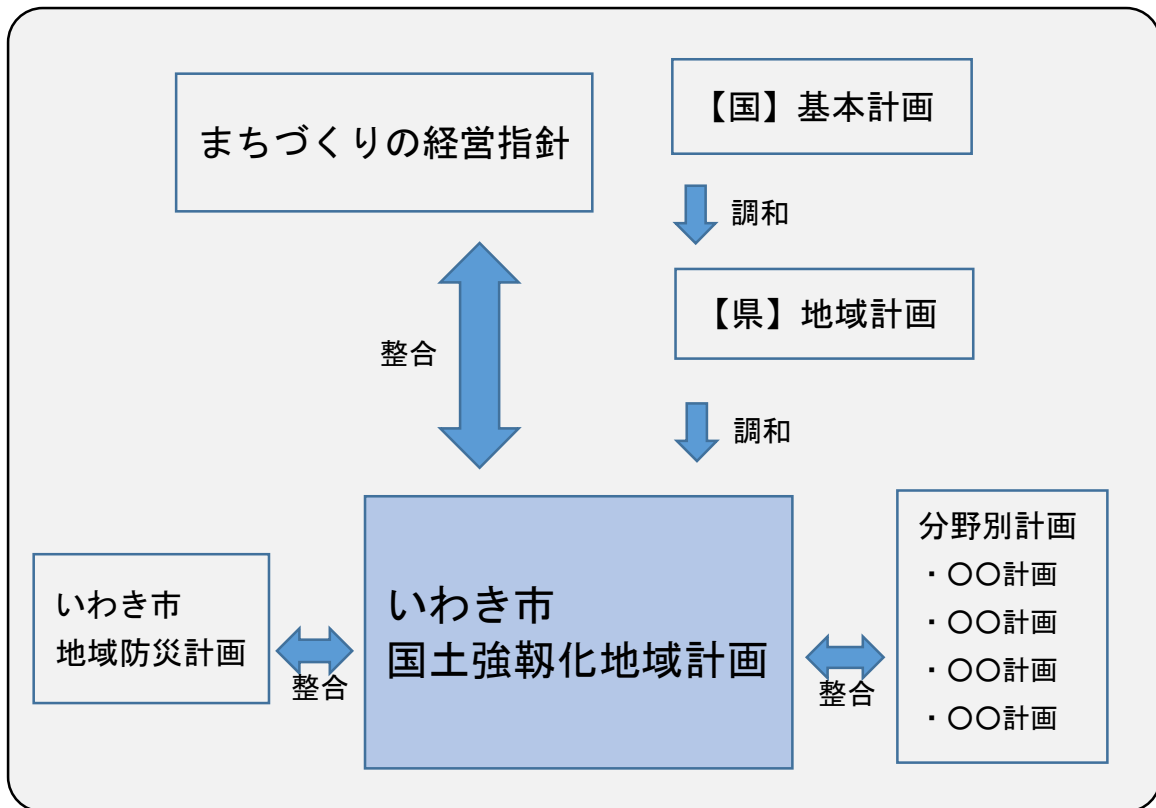 まちづくりの経営指針
【国】基本計画
調和
【県】地域計画
整合
調和
いわき市
国土強靱化地域計画
いわき市
地域防災計画
整合
整合
分野別計画
・〇〇計画
・〇〇計画
・〇〇計画
・〇〇計画